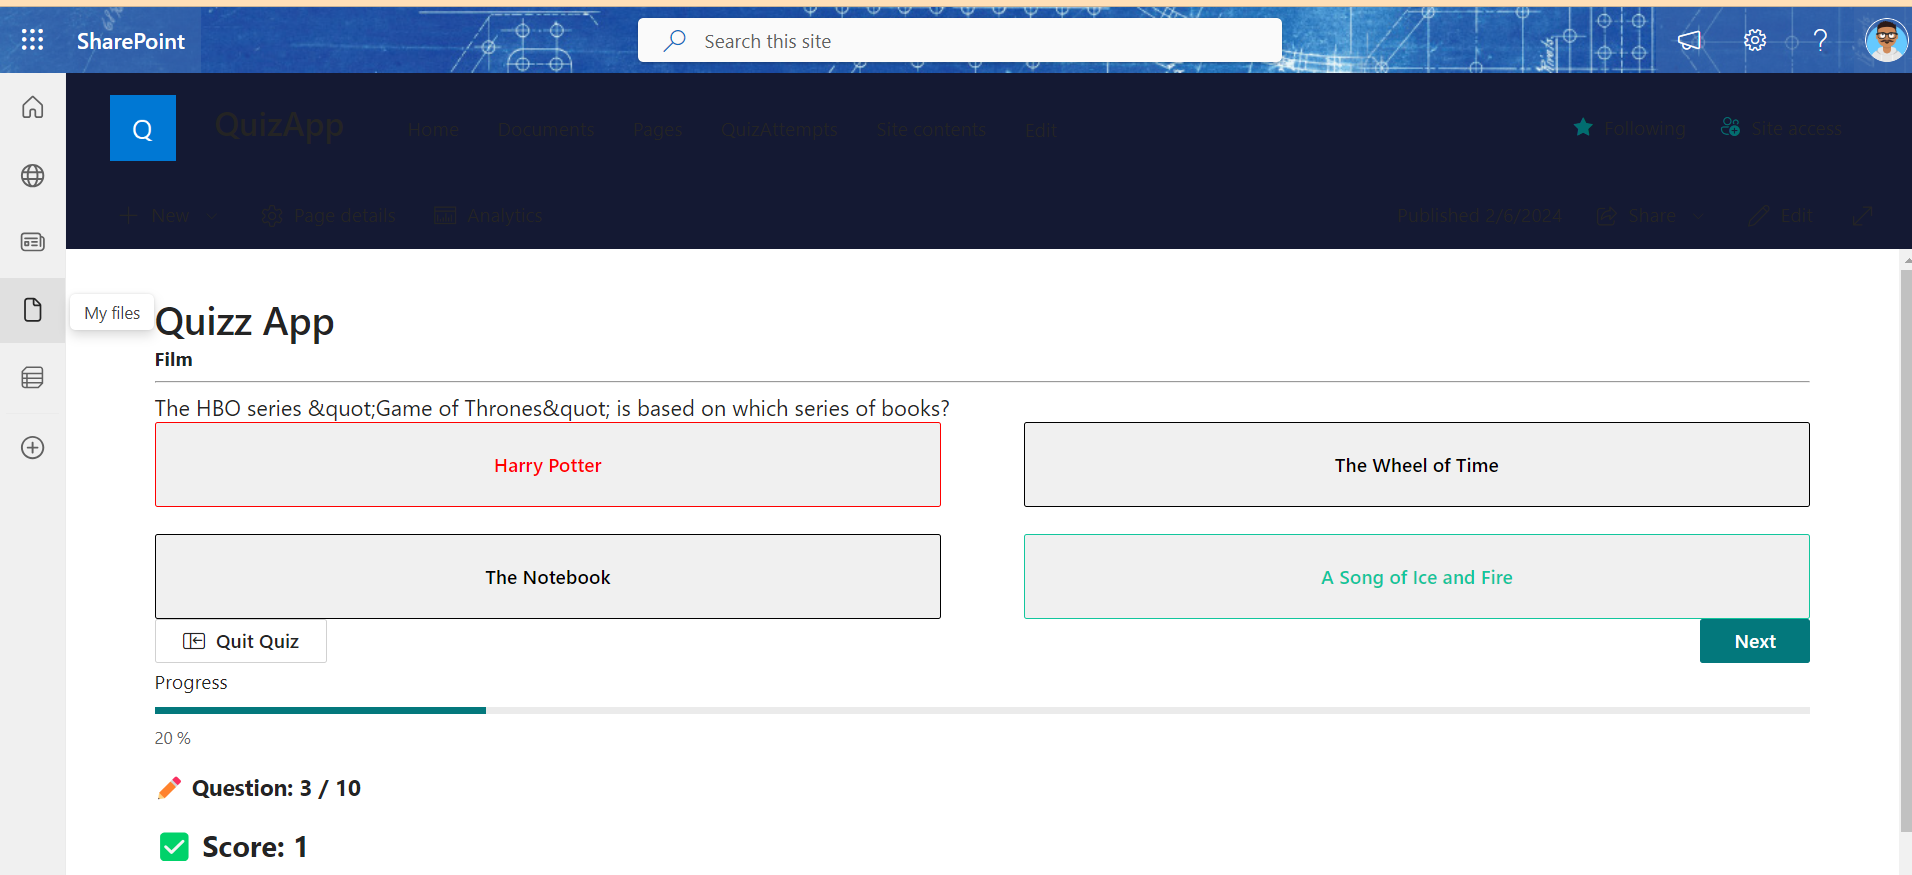 SharePoint
Search this site
Q
QuizApp
Home Documents Pages QuizAttempts Site contents Edit
Following Site access
New Page details Analytics
Published 2/6/2024 Share Edit
My files
Quizz App
Film
The HBO series &quot;Game of Thrones&quot; is based on which series of books?
Harry Potter
The Wheel of Time
The Notebook
A Song of Ice and Fire
Quit Quiz
Next
Progress
20 %
Question: 3 / 10
Score: 1